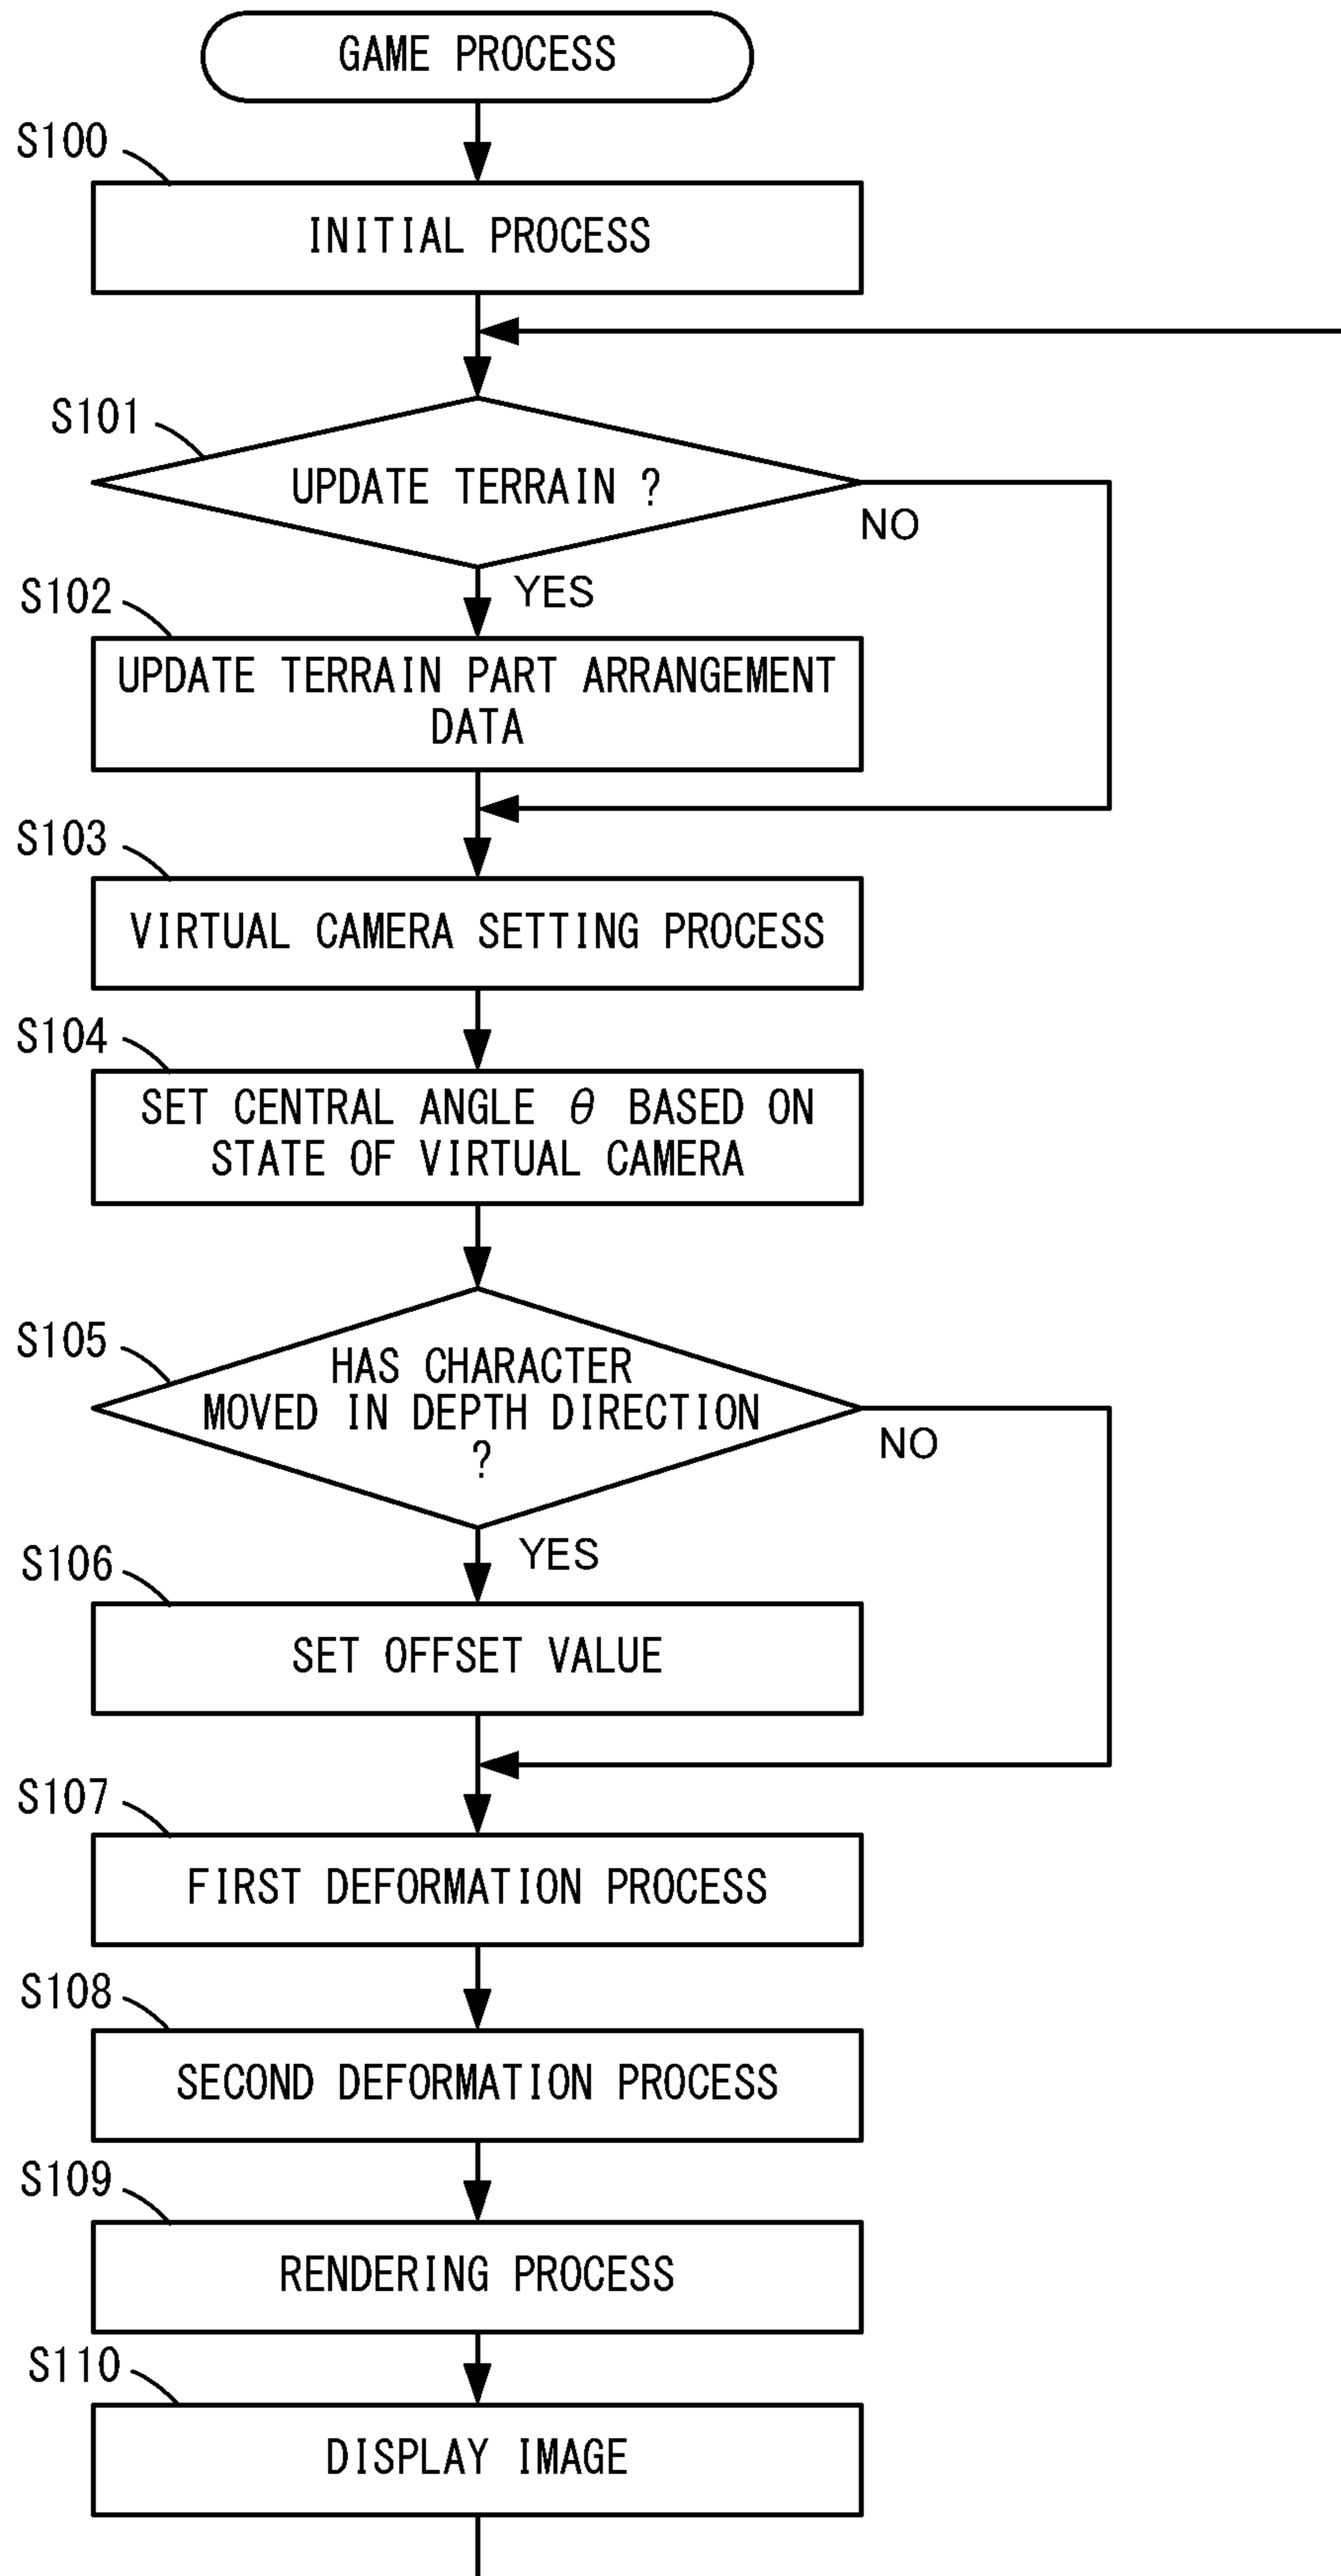 GAME PROCESS
S100
INITIAL PROCESS
S101
UPDATE TERRAIN ?
NO
YES
S102
UPDATE TERRAIN PART ARRANGEMENT
DATA
S103
VIRTUAL CAMERA SETTING PROCESS
S104
SET CENTRAL ANGLE θ BASED ON
STATE OF VIRTUAL CAMERA
S105
HAS CHARACTER
MOVED IN DEPTH DIRECTION
?
NO
YES
S106
SET OFFSET VALUE
S107
FIRST DEFORMATION PROCESS
S108
SECOND DEFORMATION PROCESS
S109
RENDERING PROCESS
S110
DISPLAY IMAGE